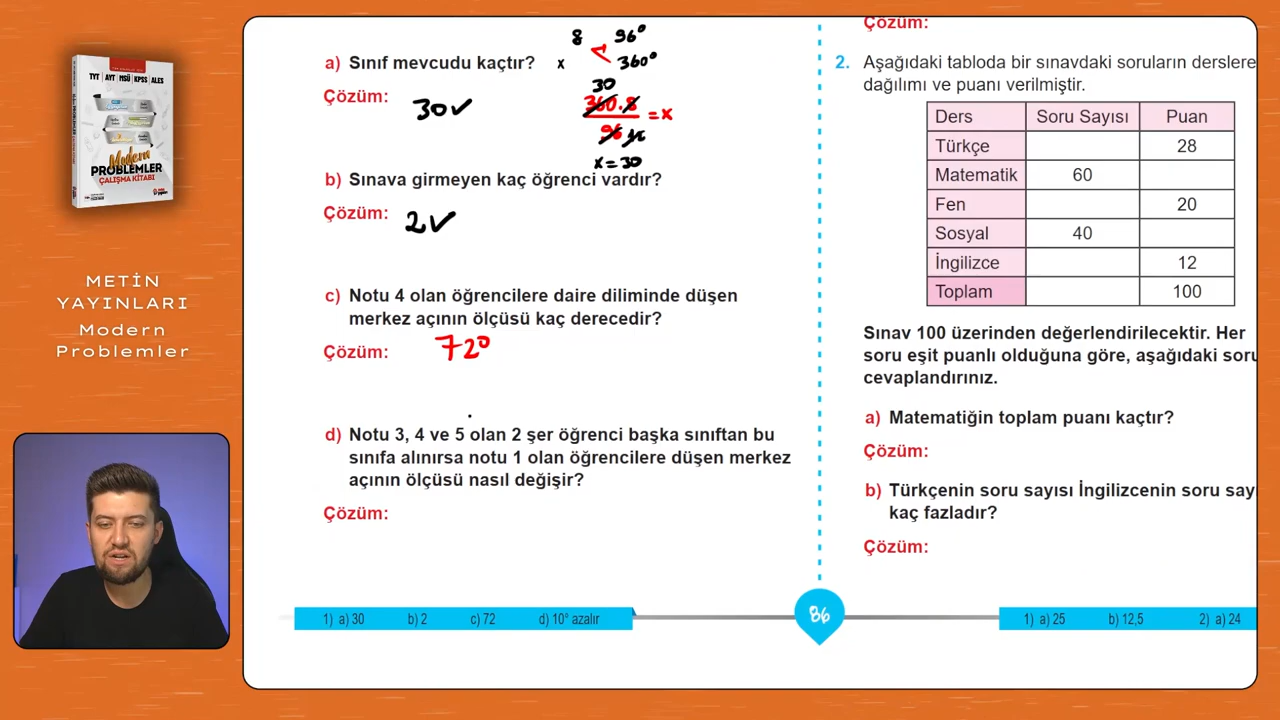 TYT | AYT | MSÜ | KPSS | ALES
Modern
PROBLEMLER
ÇALIŞMA KİTABI
METİN
YAYINLARI
Modern
Problemler
a) Sınıf mevcudu kaçtır?
Çözüm:
30✓
8 96°
x 360°
30
360.8 = x
96
x = 30
b) Sınava girmeyen kaç öğrenci vardır?
Çözüm:
2✓
c) Notu 4 olan öğrencilere daire diliminde düşen
merkez açının ölçüsü kaç derecedir?
Çözüm:
72°
d) Notu 3, 4 ve 5 olan 2 şer öğrenci başka sınıftan bu
sınıfa alınırsa notu 1 olan öğrencilere düşen merkez
açının ölçüsü nasıl değişir?
Çözüm:
1) a) 30 b) 2 c) 72 d) 10° azalır
86
Çözüm:
2. Aşağıdaki tabloda bir sınavdaki soruların derslere
dağılımı ve puanı verilmiştir.
Ders Soru Sayısı Puan
Türkçe 28
Matematik 60
Fen 20
Sosyal 40
İngilizce 12
Toplam 100
Sınav 100 üzerinden değerlendirilecektir. Her
soru eşit puanlı olduğuna göre, aşağıdaki soru
cevaplandırınız.
a) Matematiğin toplam puanı kaçtır?
Çözüm:
b) Türkçenin soru sayısı İngilizcenin soru say
kaç fazladır?
Çözüm:
1) a) 25 b) 12,5 2) a) 24